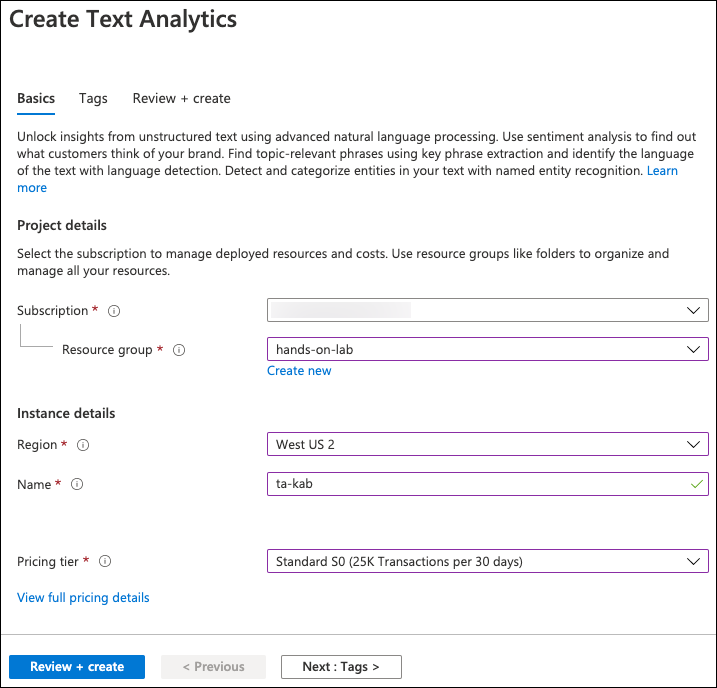 Create Text Analytics
Basics Tags Review + create
Unlock insights from unstructured text using advanced natural language processing. Use sentiment analysis to find out
what customers think of your brand. Find topic-relevant phrases using key phrase extraction and identify the language
of the text with language detection. Detect and categorize entities in your text with named entity recognition. Learn
more
Project details
Select the subscription to manage deployed resources and costs. Use resource groups like folders to organize and
manage all your resources.
Subscription *
Resource group * hands-on-lab
Create new
Instance details
Region * West US 2
Name * ta-kab
Pricing tier * Standard S0 (25K Transactions per 30 days)
View full pricing details
Review + create < Previous Next : Tags >